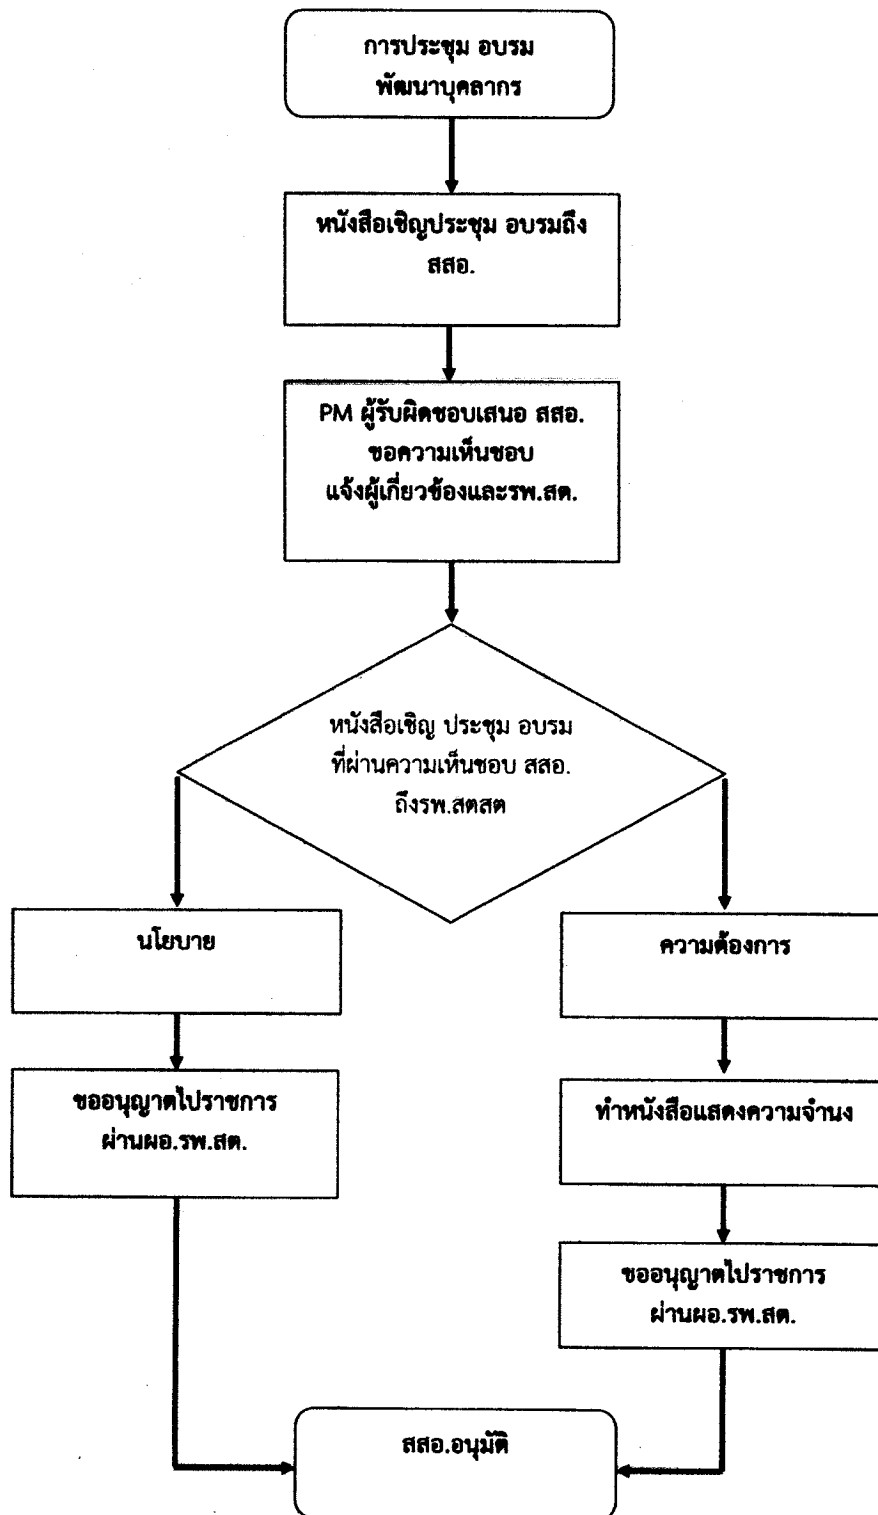 การประชุม อบรม
พัฒนาบุคลากร
หนังสือเชิญประชุม อบรมถึง
สสอ.
PM ผู้รับผิดชอบเสนอ สสอ.
ขอความเห็นชอบ
แจ้งผู้เกี่ยวข้องและรพ.สต.
หนังสือเชิญ ประชุม อบรม
ที่ผ่านความเห็นชอบ สสอ.
ถึงรพ.สตสต
นโยบาย
ความต้องการ
ขออนุญาตไปราชการ
ผ่านผอ.รพ.สต.
ทำหนังสือแสดงความจำนง
ขออนุญาตไปราชการ
ผ่านผอ.รพ.สต.
สสอ.อนุมัติ